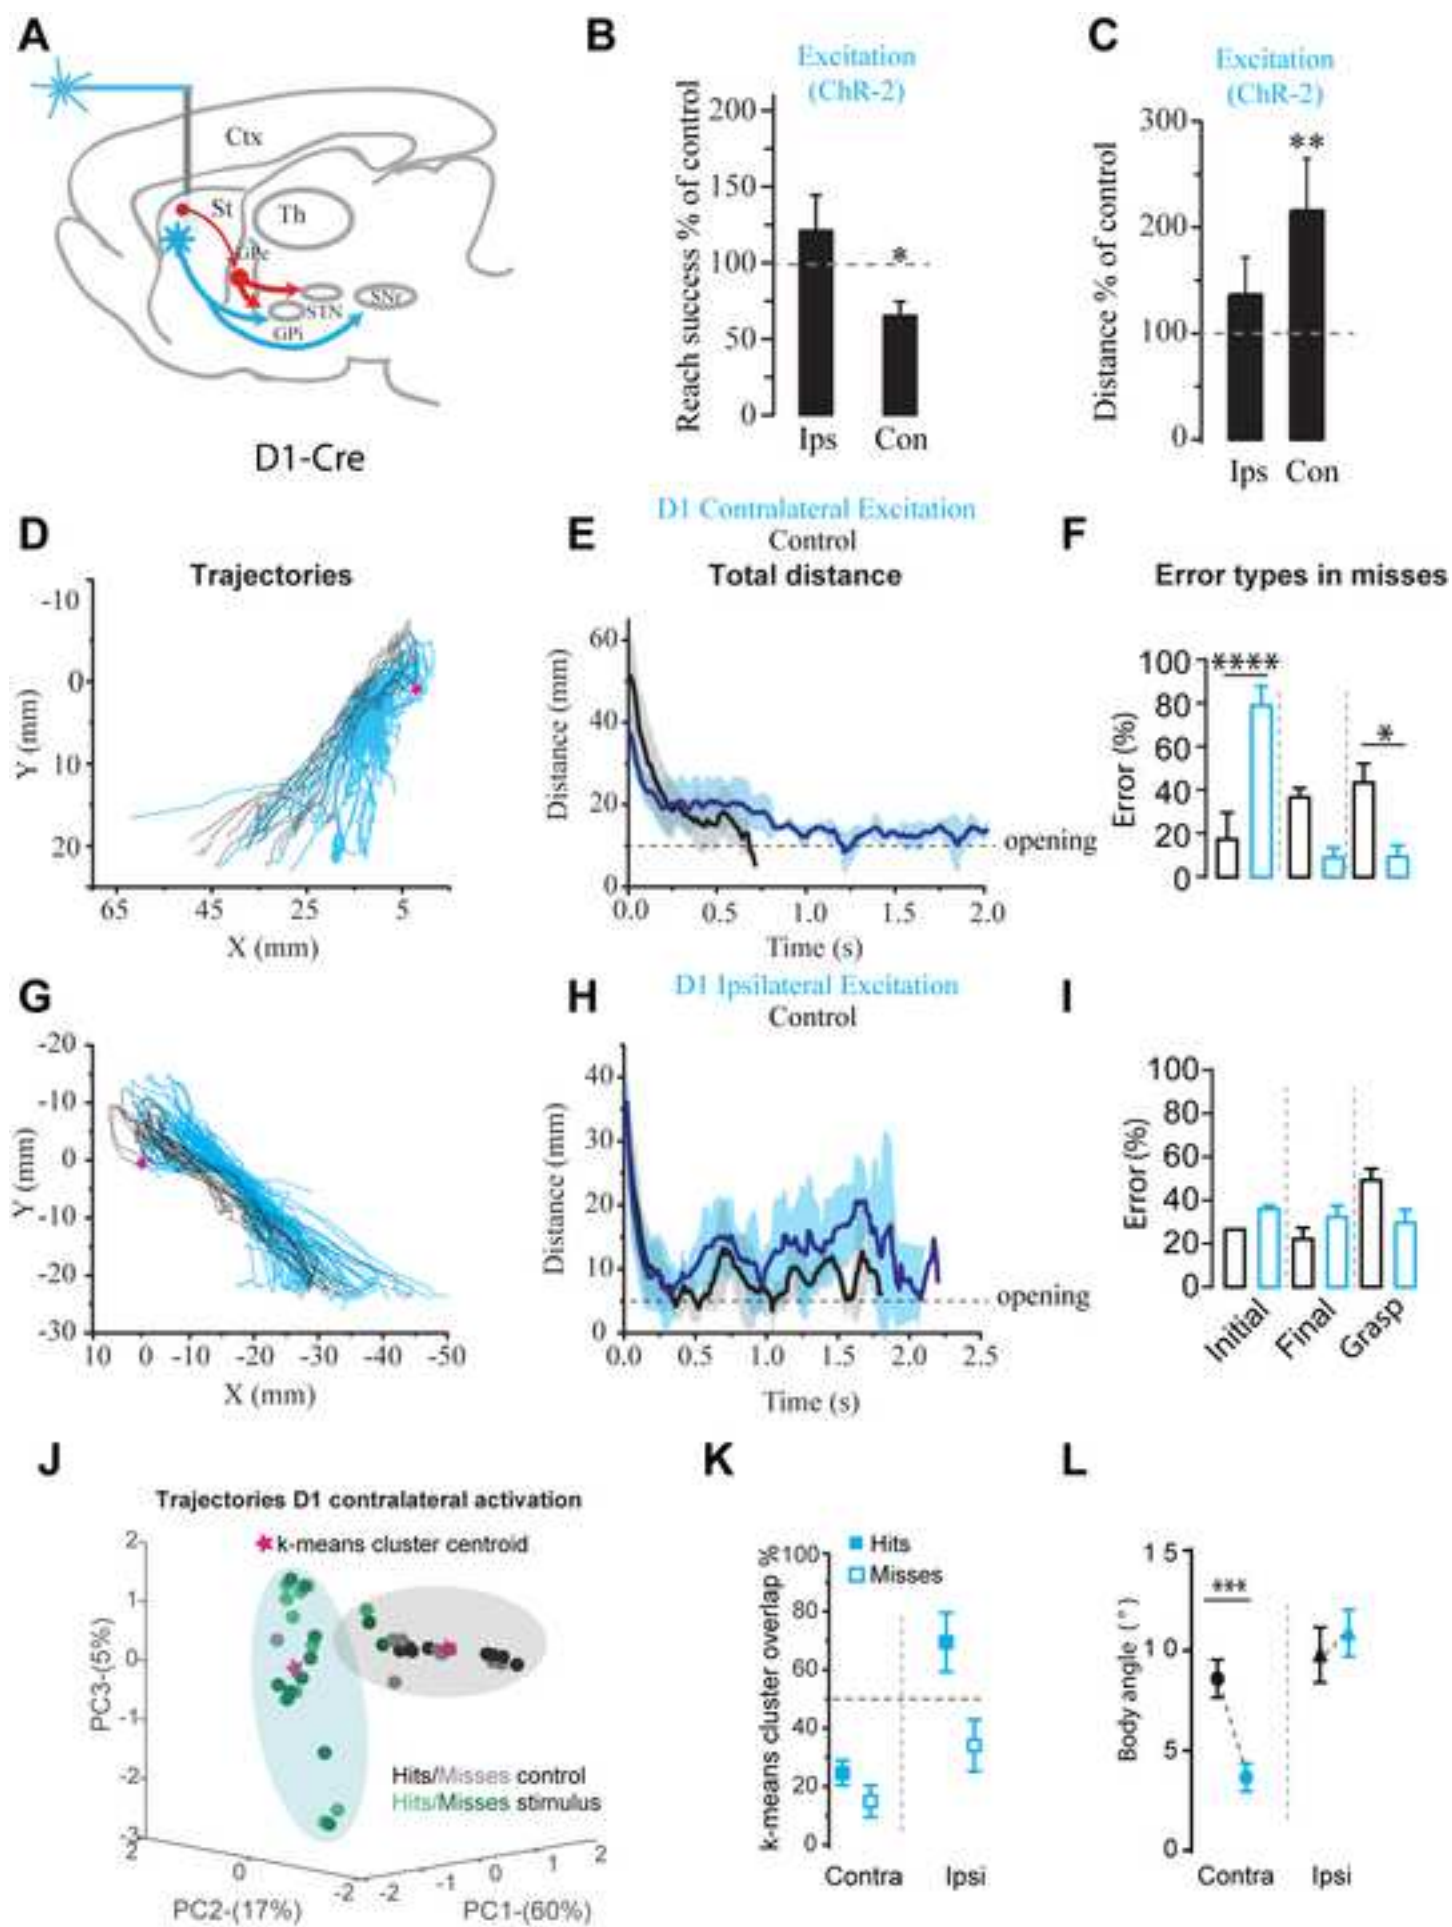 A
Ctx
St
Th
GPe
STN
SNr
GPi
D1-Cre
B
Excitation
(ChR-2)
Reach success % of control
200
150
100
50
0
*
Ips Con
C
Excitation
(ChR-2)
Distance % of control
300
200
100
0
**
Ips Con
D1 Contralateral Excitation
Control
D
Trajectories
Y (mm)
-10
0
10
20
65 45 25 5
X (mm)
E
Total distance
Distance (mm)
60
40
20
0
opening
0.0 0.5 1.0 1.5 2.0
Time (s)
F
Error types in misses
Error (%)
100
80
60
40
20
0
****
*
D1 Ipsilateral Excitation
Control
G
Y (mm)
-20
-10
0
-10
-20
-30
10 0 -10 -20 -30 -40 -50
X (mm)
H
Distance (mm)
40
30
20
10
0
opening
0.0 0.5 1.0 1.5 2.0 2.5
Time (s)
I
Error (%)
100
80
60
40
20
0
Initial Final Grasp
J
Trajectories D1 contralateral activation
k-means cluster centroid
PC3-(5%)
2
1
0
-1
-2
-3
Hits/Misses control
Hits/Misses stimulus
2 0 -2
PC2-(17%)
-2 -1 0 1 2
PC1-(60%)
K
Hits
Misses
k-means cluster overlap %
100
80
60
40
20
0
Contra Ipsi
L
Body angle (°)
15
10
5
0
***
Contra Ipsi